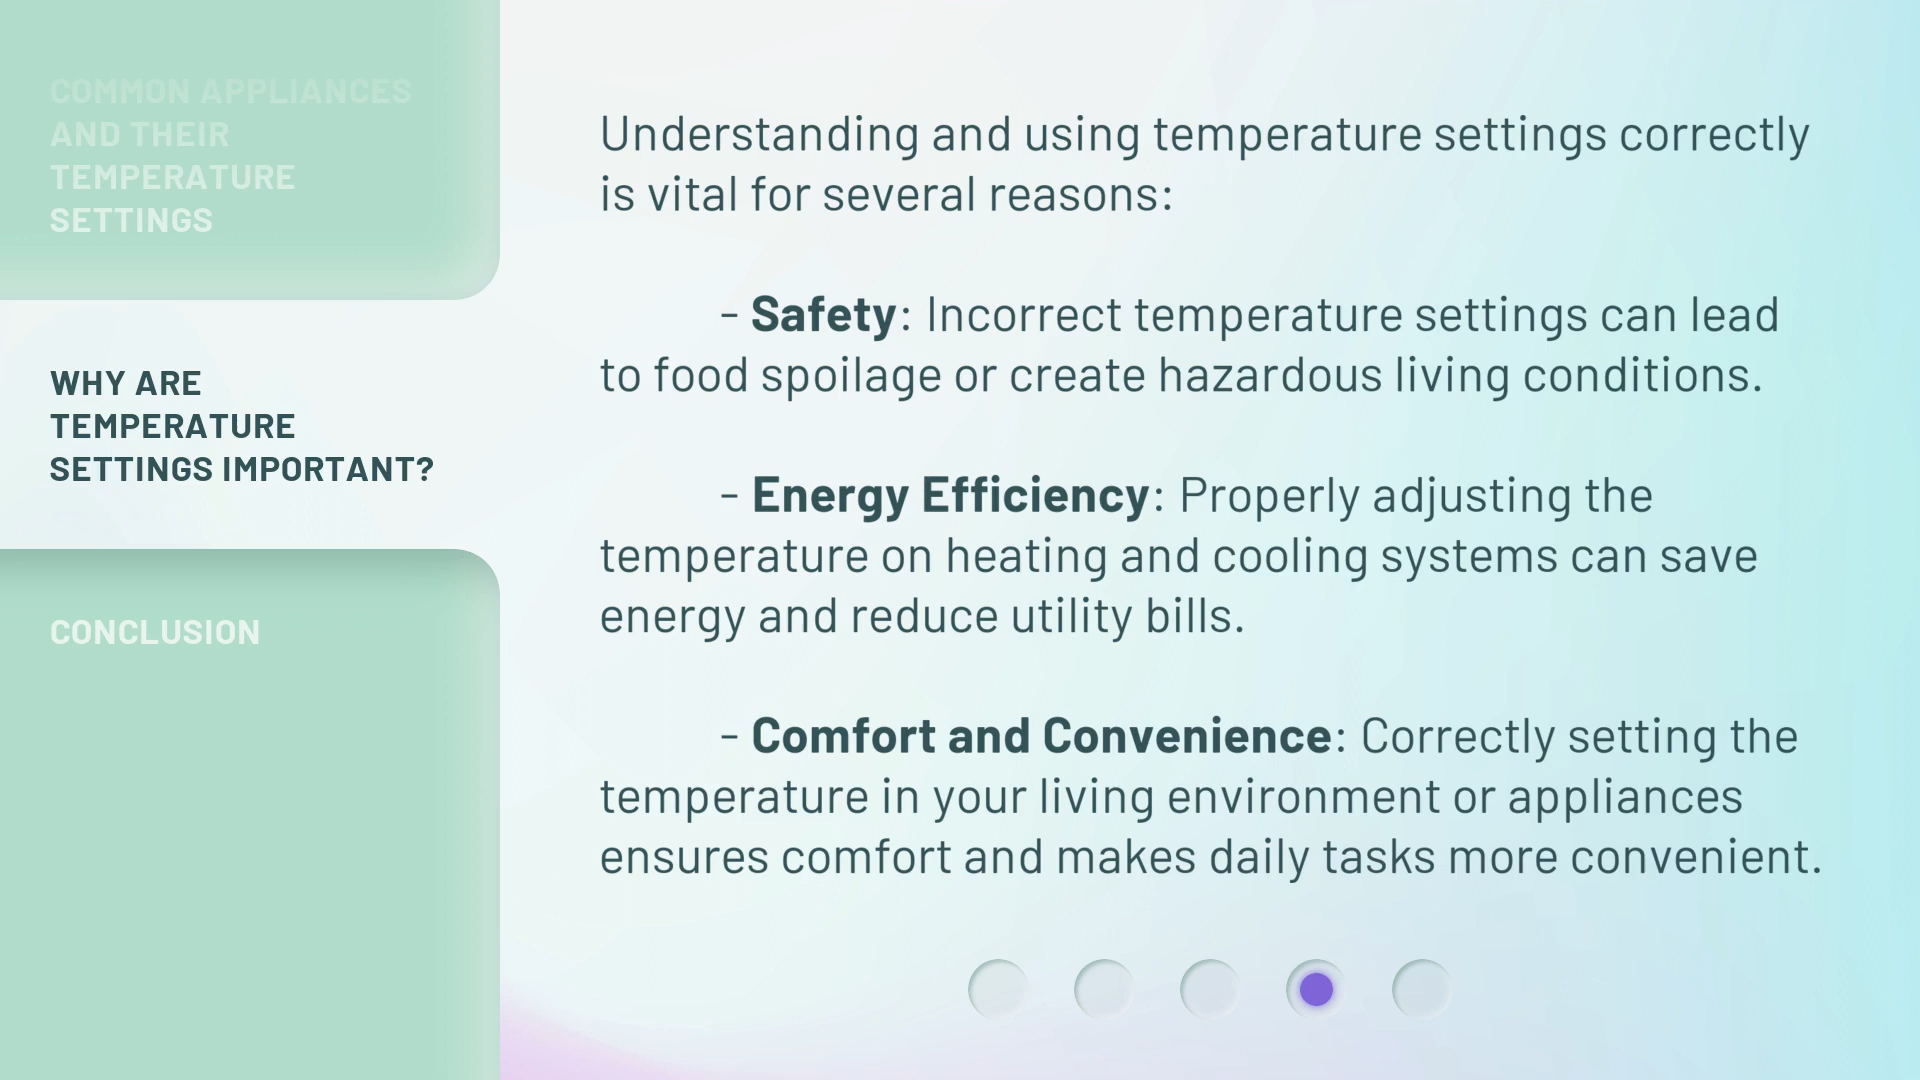 COMMON APPLIANCES
AND THEIR
TEMPERATURE
SETTINGS
WHY ARE
TEMPERATURE
SETTINGS IMPORTANT?
CONCLUSION
Understanding and using temperature settings correctly
is vital for several reasons:
- Safety: Incorrect temperature settings can lead
to food spoilage or create hazardous living conditions.
- Energy Efficiency: Properly adjusting the
temperature on heating and cooling systems can save
energy and reduce utility bills.
- Comfort and Convenience: Correctly setting the
temperature in your living environment or appliances
ensures comfort and makes daily tasks more convenient.